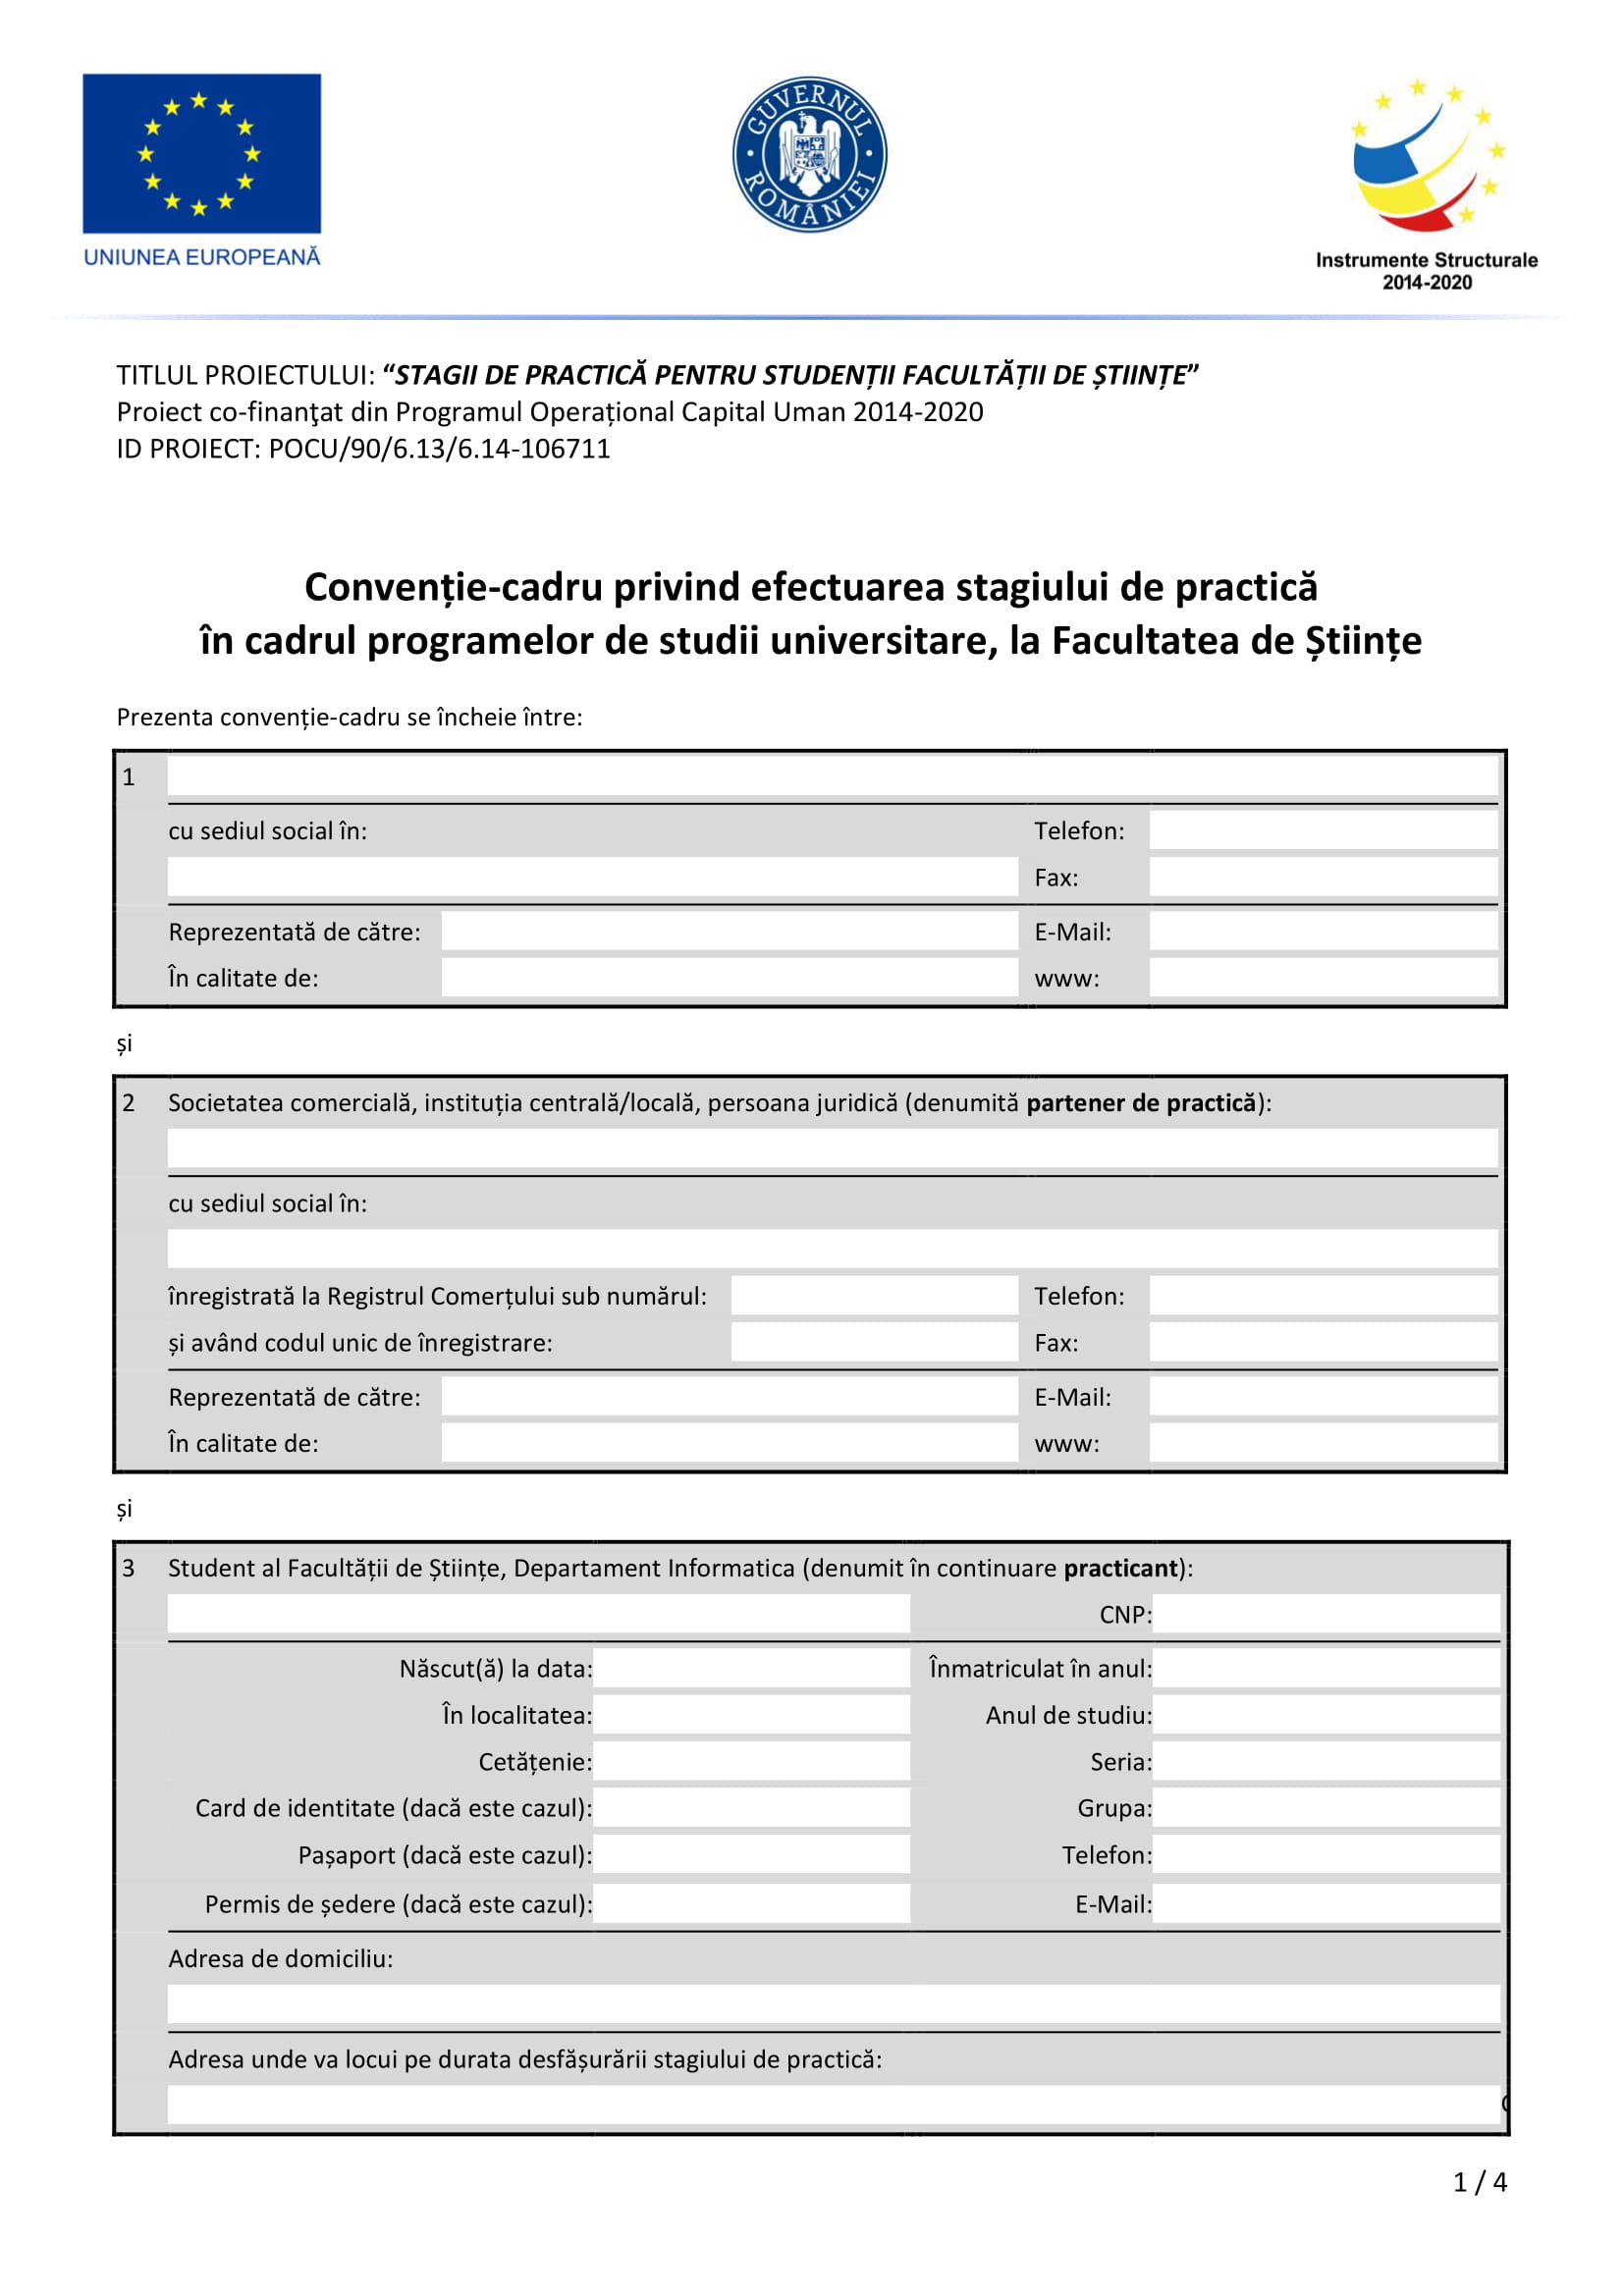 UNIUNEA EUROPEANĂ
GUVERNUL ROMÂNIEI
Instrumente Structurale
2014-2020
TITLUL PROIECTULUI: “STAGII DE PRACTICĂ PENTRU STUDENȚII FACULTĂȚII DE ȘTIINȚE”
Proiect co-finanţat din Programul Operațional Capital Uman 2014-2020
ID PROIECT: POCU/90/6.13/6.14-106711
Convenție-cadru privind efectuarea stagiului de practică
în cadrul programelor de studii universitare, la Facultatea de Științe
Prezenta convenție-cadru se încheie între:
1
cu sediul social în: Telefon:
Fax:
Reprezentată de către: E-Mail:
În calitate de: www:
și
2 Societatea comercială, instituția centrală/locală, persoana juridică (denumită partener de practică):
cu sediul social în:
înregistrată la Registrul Comerțului sub numărul: Telefon:
și având codul unic de înregistrare: Fax:
Reprezentată de către: E-Mail:
În calitate de: www:
și
3 Student al Facultății de Științe, Departament Informatica (denumit în continuare practicant):
CNP:
Născut(ă) la data: Înmatriculat în anul:
În localitatea: Anul de studiu:
Cetățenie: Seria:
Card de identitate (dacă este cazul): Grupa:
Pașaport (dacă este cazul): Telefon:
Permis de ședere (dacă este cazul): E-Mail:
Adresa de domiciliu:
Adresa unde va locui pe durata desfășurării stagiului de practică:
1 / 4